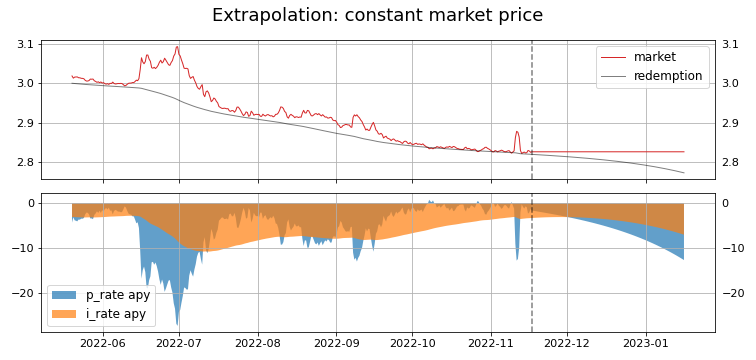 Extrapolation: constant market price
3.1 3.1
3.0 3.0
2.9 2.9
2.8 2.8
market
redemption
0 0
−10 −10
−20 −20
p_rate apy
i_rate apy
2022-06 2022-07 2022-08 2022-09 2022-10 2022-11 2022-12 2023-01